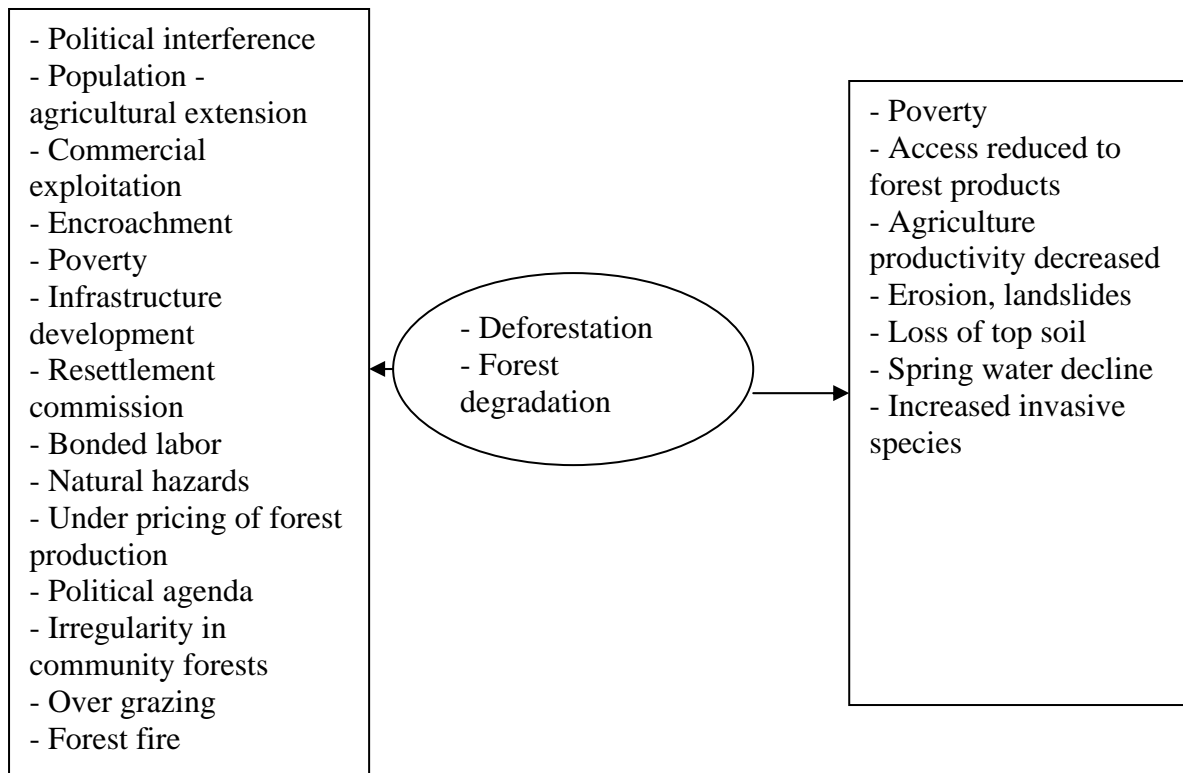 - Political interference
- Population -
agricultural extension
- Commercial
exploitation
- Encroachment
- Poverty
- Infrastructure
development
- Resettlement
commission
- Bonded labor
- Natural hazards
- Under pricing of forest
production
- Political agenda
- Irregularity in
community forests
- Over grazing
- Forest fire
- Deforestation
- Forest
degradation
- Poverty
- Access reduced to
forest products
- Agriculture
productivity decreased
- Erosion, landslides
- Loss of top soil
- Spring water decline
- Increased invasive
species